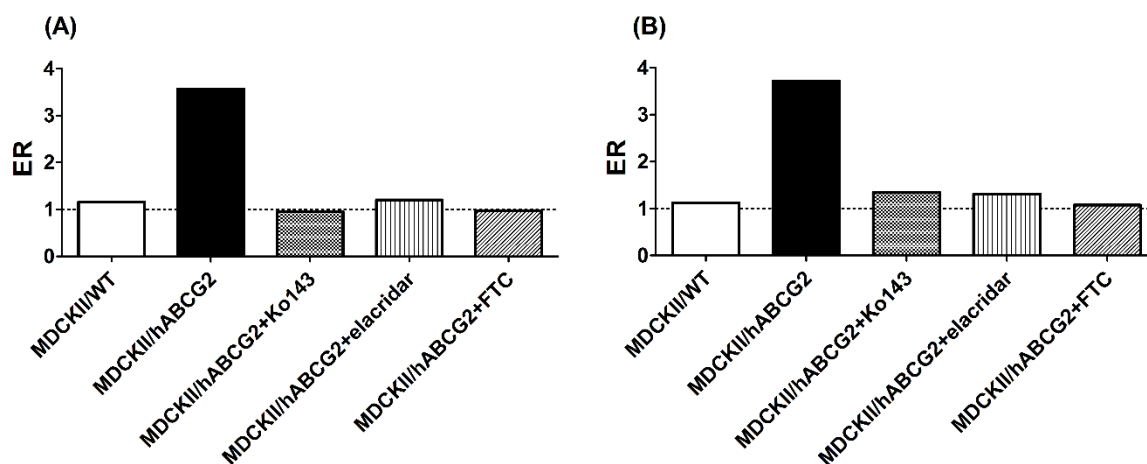 (A)
ER
4
3
2
1
0
MDCKII/WT
MDCKII/hABCG2
MDCKII/hABCG2+Ko143
MDCKII/hABCG2+elacridar
MDCKII/hABCG2+FTC
(B)
ER
4
3
2
1
0
MDCKII/WT
MDCKII/hABCG2
MDCKII/hABCG2+Ko143
MDCKII/hABCG2+elacridar
MDCKII/hABCG2+FTC